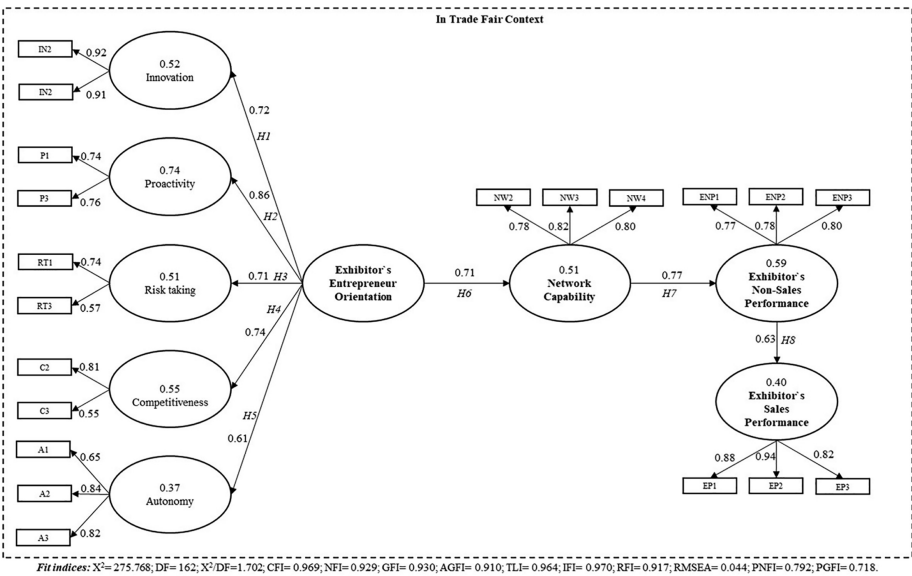 In Trade Fair Context
IN2
0.92
IN2
0.91
0.52
Innovation
0.72
H1
P1
0.74
P3
0.76
0.74
Proactivity
0.86
H2
RT1
0.74
RT3
0.57
0.51
Risk taking
0.71 H3
C2
0.81
C3
0.55
0.55
Competitiveness
H4
0.74
A1
0.65
A2
0.84
A3
0.82
0.37
Autonomy
H5
0.61
Exhibitor`s
Entrepreneur
Orientation
0.71
H6
NW2
NW3
NW4
0.78
0.82
0.80
0.51
Network
Capability
0.77
H7
ENP1
ENP2
ENP3
0.77
0.78
0.80
0.59
Exhibitor`s
Non-Sales
Performance
0.63 H8
0.40
Exhibitor`s
Sales
Performance
0.88
0.94
0.82
EP1
EP2
EP3
Fit indices: X²= 275.768; DF= 162; X²/DF=1.702; CFI= 0.969; NFI= 0.929; GFI= 0.930; AGFI= 0.910; TLI= 0.964; IFI= 0.970; RFI= 0.917; RMSEA= 0.044; PNFI= 0.792; PGFI= 0.718.